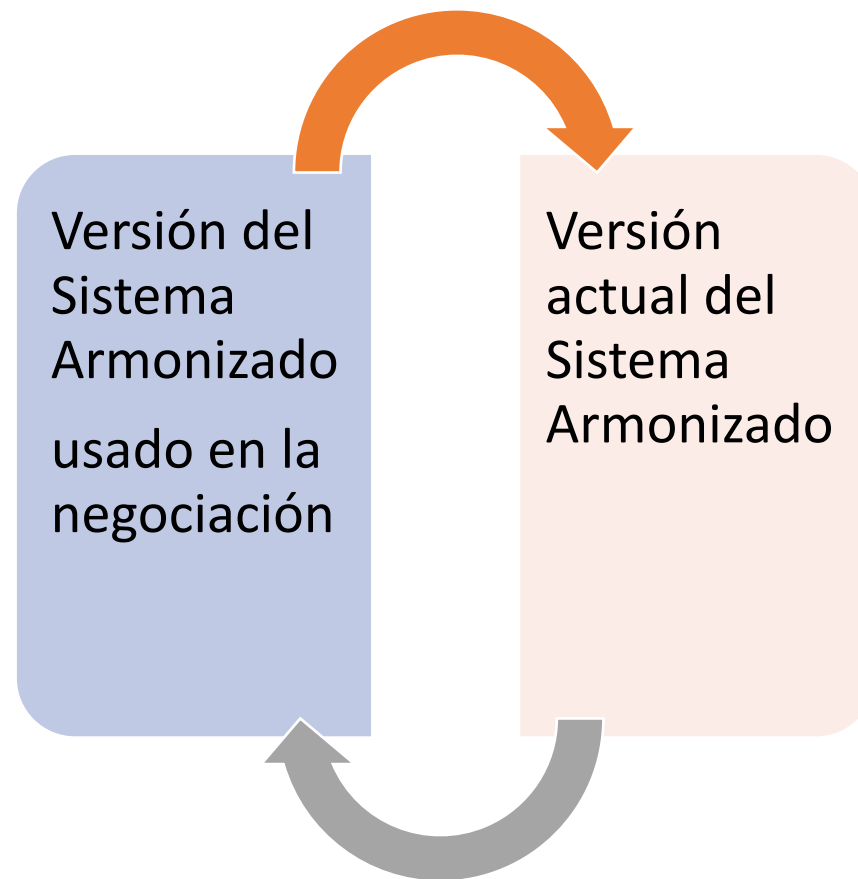 Versión del
Sistema
Armonizado
usado en la
negociación
Versión
actual del
Sistema
Armonizado